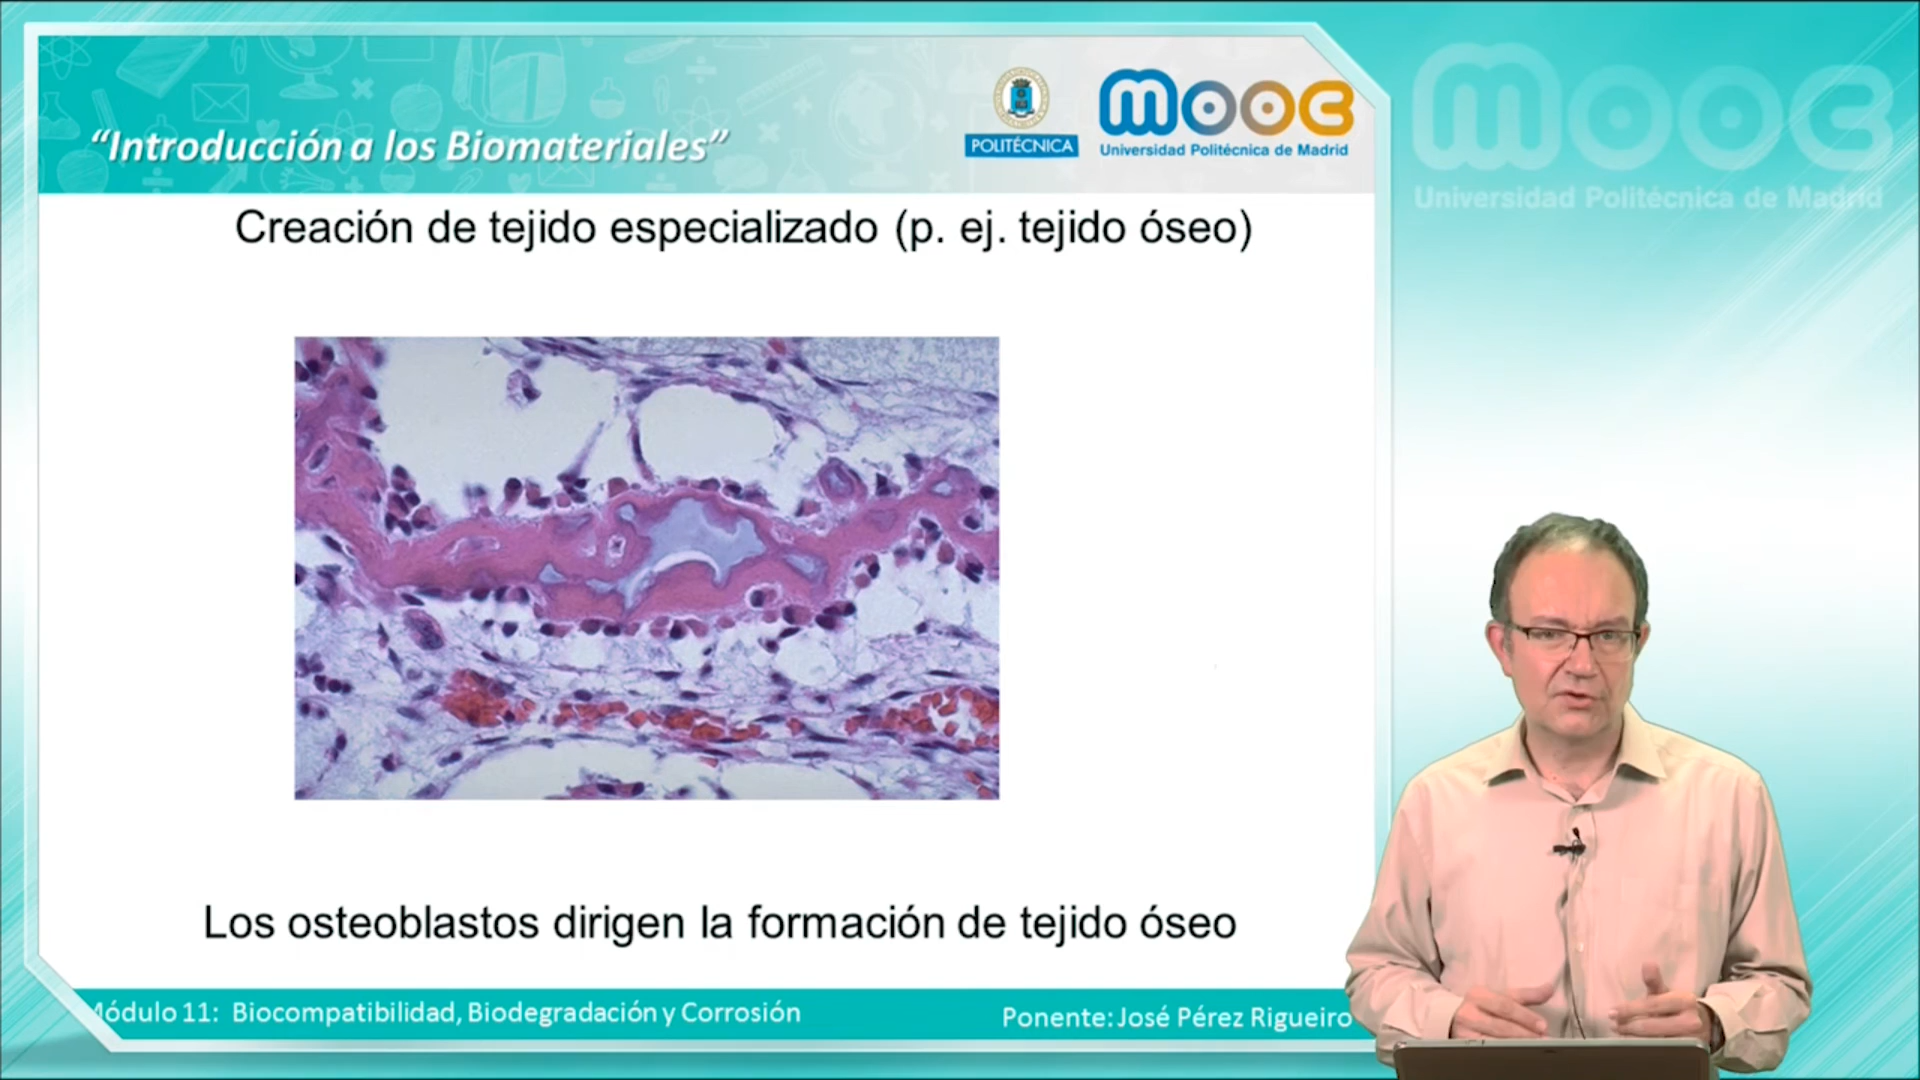 “Introducción a los Biomateriales”
POLITÉCNICA
mooc
Universidad Politécnica de Madrid
mooc
Universidad Politécnica de Madrid
Creación de tejido especializado (p. ej. tejido óseo)
Los osteoblastos dirigen la formación de tejido óseo
Módulo 11: Biocompatibilidad, Biodegradación y Corrosión
Ponente: José Pérez Rigueiro